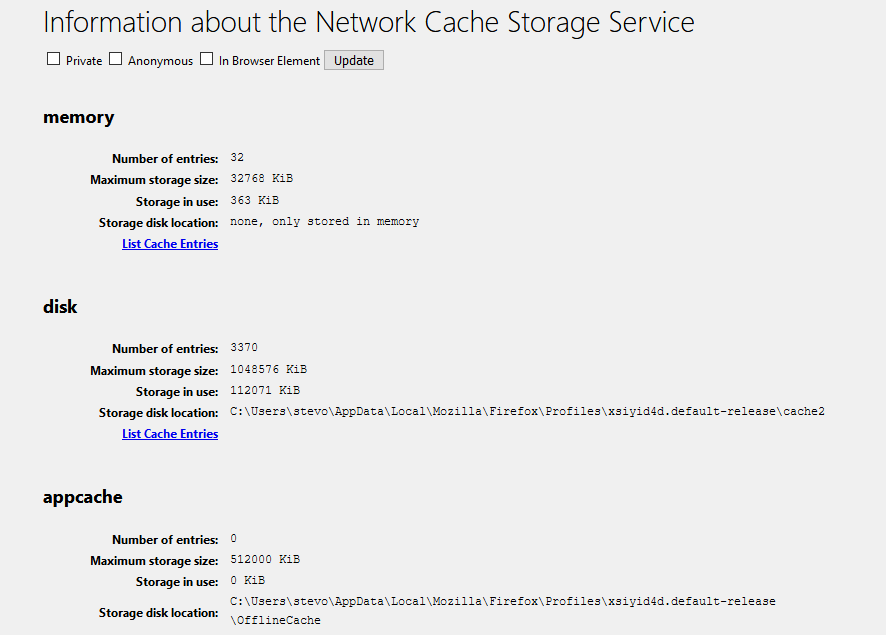 Information about the Network Cache Storage Service
Private Anonymous In Browser Element Update
memory
Number of entries: 32
Maximum storage size: 32768 KiB
Storage in use: 363 KiB
Storage disk location: none, only stored in memory
List Cache Entries
disk
Number of entries: 3370
Maximum storage size: 1048576 KiB
Storage in use: 112071 KiB
Storage disk location: C:\Users\stevo\AppData\Local\Mozilla\Firefox\Profiles\xsiyid4d.default-release\cache2
List Cache Entries
appcache
Number of entries: 0
Maximum storage size: 512000 KiB
Storage in use: 0 KiB
Storage disk location: C:\Users\stevo\AppData\Local\Mozilla\Firefox\Profiles\xsiyid4d.default-release
\OfflineCache